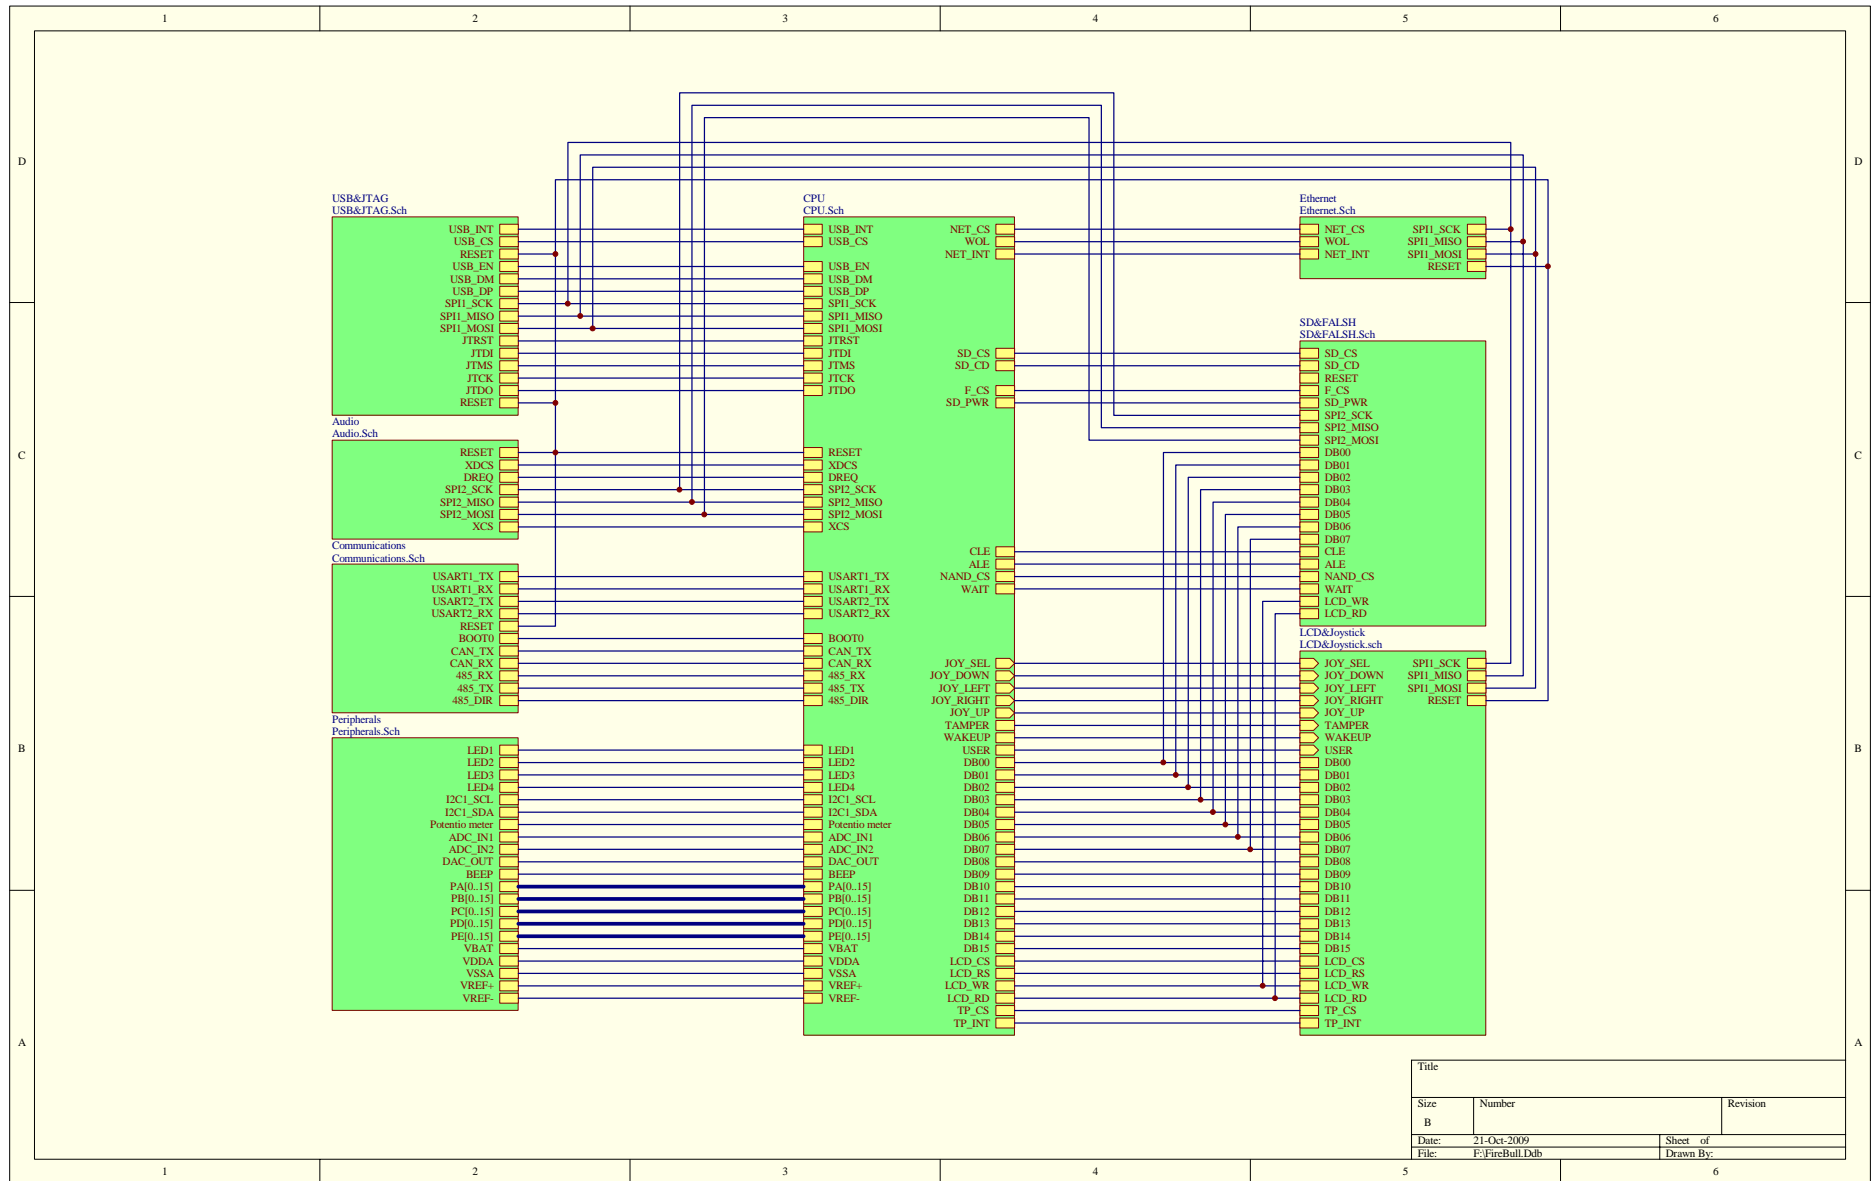 1 2 3 4 5 6
D
C
B
A
D
C
B
A
USB&JTAG
USB&JTAG.Sch
USB_INT
USB_CS
RESET
USB_EN
USB_DM
USB_DP
SPI1_SCK
SPI1_MISO
SPI1_MOSI
JTRST
JTDI
JTMS
JTCK
JTDO
RESET
Audio
Audio.Sch
RESET
XDCS
DREQ
SPI2_SCK
SPI2_MISO
SPI2_MOSI
XCS
Communications
Communications.Sch
USART1_TX
USART1_RX
USART2_TX
USART2_RX
RESET
BOOT0
CAN_TX
CAN_RX
485_RX
485_TX
485_DIR
Peripherals
Peripherals.Sch
LED1
LED2
LED3
LED4
I2C1_SCL
I2C1_SDA
Potentio meter
ADC_IN1
ADC_IN2
DAC_OUT
BEEP
PA[0..15]
PB[0..15]
PC[0..15]
PD[0..15]
PE[0..15]
VBAT
VDDA
VSSA
VREF+
VREF-
CPU
CPU.Sch
USB_INT
USB_CS
USB_EN
USB_DM
USB_DP
SPI1_SCK
SPI1_MISO
SPI1_MOSI
JTRST
JTDI
JTMS
JTCK
JTDO
RESET
XDCS
DREQ
SPI2_SCK
SPI2_MISO
SPI2_MOSI
XCS
USART1_TX
USART1_RX
USART2_TX
USART2_RX
BOOT0
CAN_TX
CAN_RX
485_RX
485_TX
485_DIR
LED1
LED2
LED3
LED4
I2C1_SCL
I2C1_SDA
Potentio meter
ADC_IN1
ADC_IN2
DAC_OUT
BEEP
PA[0..15]
PB[0..15]
PC[0..15]
PD[0..15]
PE[0..15]
VBAT
VDDA
VSSA
VREF+
VREF-
NET_CS
WOL
NET_INT
SD_CS
SD_CD
F_CS
SD_PWR
CLE
ALE
NAND_CS
WAIT
JOY_SEL
JOY_DOWN
JOY_LEFT
JOY_RIGHT
JOY_UP
TAMPER
WAKEUP
USER
DB00
DB01
DB02
DB03
DB04
DB05
DB06
DB07
DB08
DB09
DB10
DB11
DB12
DB13
DB14
DB15
LCD_CS
LCD_RS
LCD_WR
LCD_RD
TP_CS
TP_INT
Ethernet
Ethernet.Sch
NET_CS
WOL
NET_INT
SPI1_SCK
SPI1_MISO
SPI1_MOSI
RESET
SD&FALSH
SD&FALSH.Sch
SD_CS
SD_CD
RESET
F_CS
SD_PWR
SPI2_SCK
SPI2_MISO
SPI2_MOSI
DB00
DB01
DB02
DB03
DB04
DB05
DB06
DB07
CLE
ALE
NAND_CS
WAIT
LCD_WR
LCD_RD
LCD&Joystick
LCD&Joystick.sch
JOY_SEL
JOY_DOWN
JOY_LEFT
JOY_RIGHT
JOY_UP
TAMPER
WAKEUP
USER
DB00
DB01
DB02
DB03
DB04
DB05
DB06
DB07
DB08
DB09
DB10
DB11
DB12
DB13
DB14
DB15
LCD_CS
LCD_RS
LCD_WR
LCD_RD
TP_CS
TP_INT
SPI1_SCK
SPI1_MISO
SPI1_MOSI
RESET
Title
Size Number Revision
B
Date: 21-Oct-2009 Sheet of
File: F:\FireBull.Ddb Drawn By:
1 2 3 4 5 6